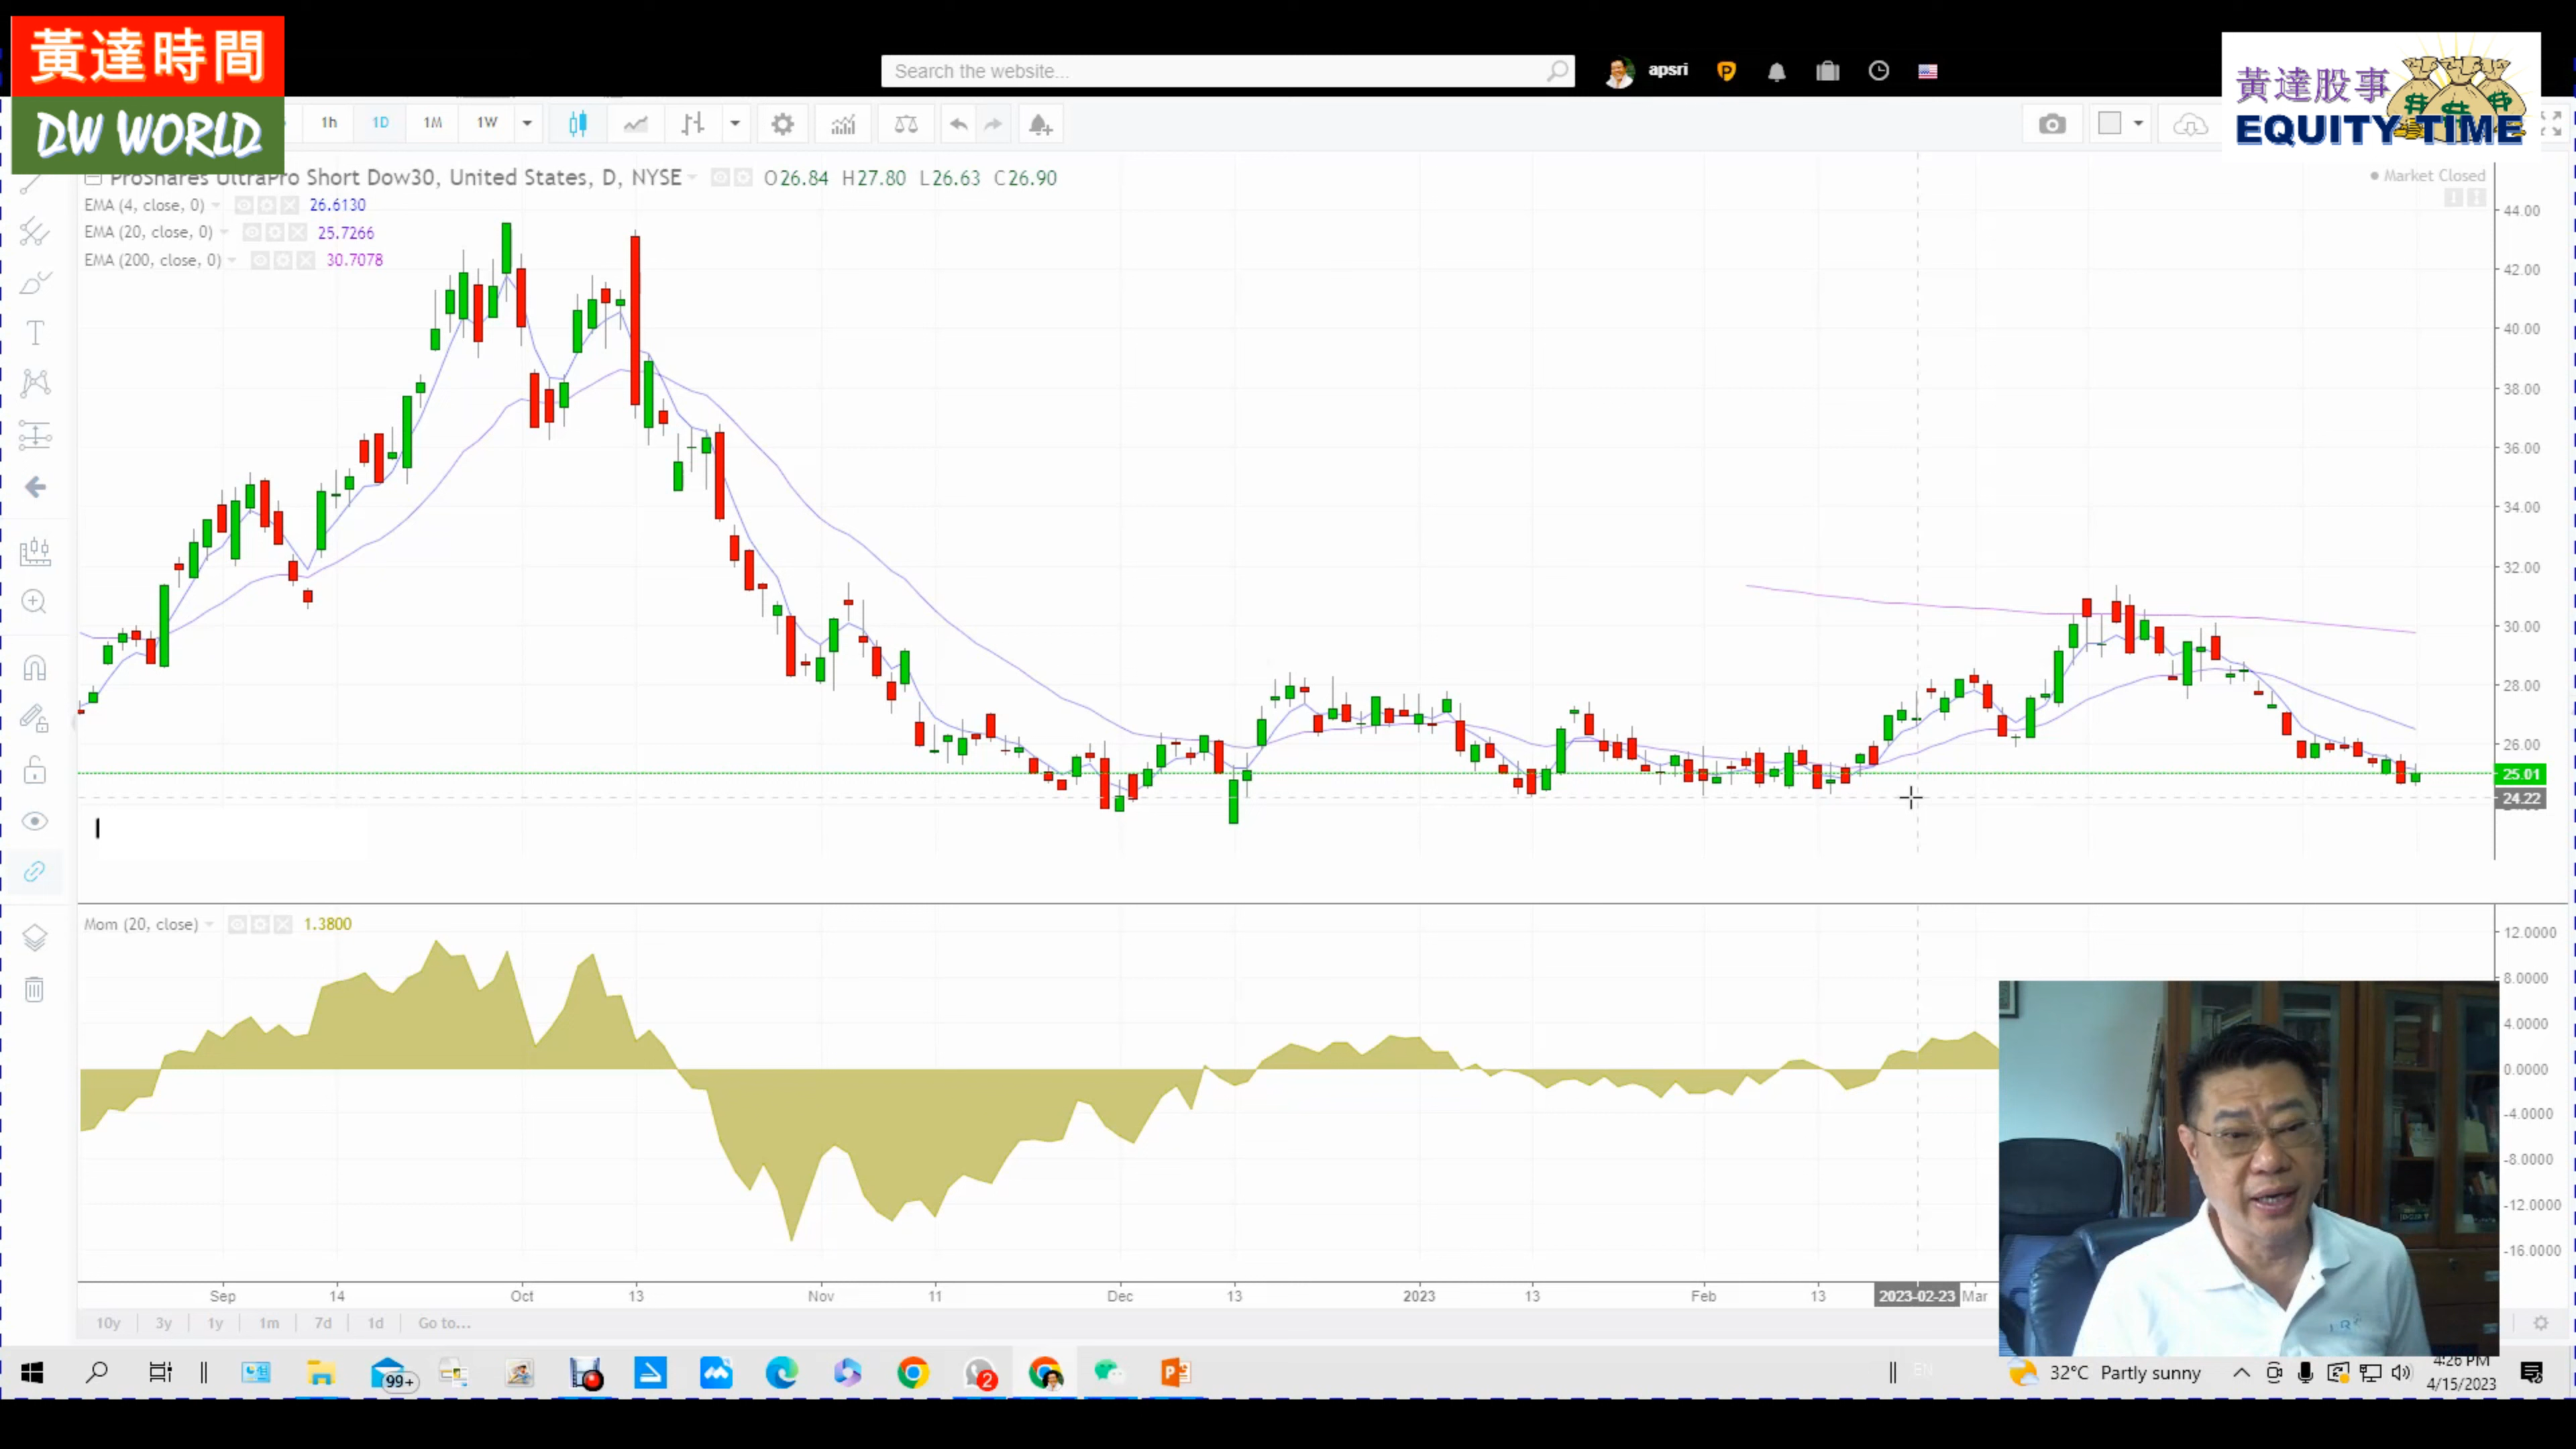 黃達時間
DW WORLD
Search the website...
apsri
黃達股事
EQUITY TIME
1h
1D
1M
1W
ProShares UltraPro Short Dow30, United States, D, NYSE
O26.84 H27.80 L26.63 C26.90
Market Closed
EMA (4, close, 0)
26.6130
EMA (20, close, 0)
25.7266
EMA (200, close, 0)
30.7078
44.00
42.00
40.00
38.00
36.00
34.00
32.00
30.00
28.00
26.00
25.01
24.22
Mom (20, close)
1.3800
12.0000
8.0000
4.0000
0.0000
-4.0000
-8.0000
-12.0000
-16.0000
Sep
14
Oct
13
Nov
11
Dec
13
2023
13
Feb
13
2023-02-23
Mar
10y
3y
1y
1m
7d
1d
Go to...
99+
2
EN
32°C Partly sunny
4:26 PM
4/15/2023